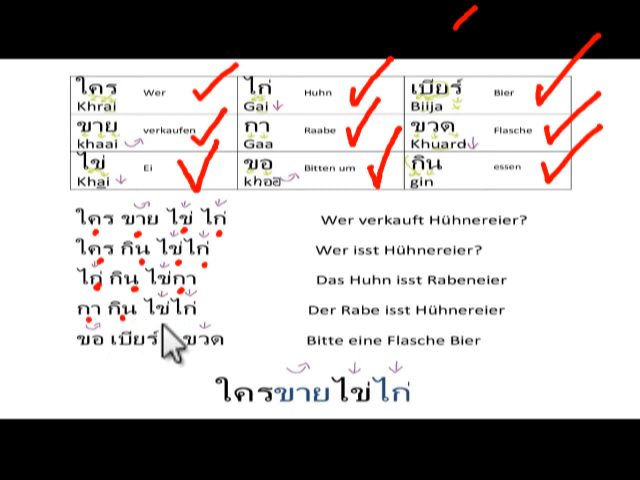 ใคร Wer ไก่ Huhn เบียร์ Bier
Khrai Gai Biija
ขาย verkaufen กา Raabe ขวด Flasche
khaai Gaa Khuard
ไข่ Ei ขอ Bitten um กิน essen
Khai gin
ใคร ขาย ไข่ ไก่ Wer verkauft Hühnereier?
ใคร กิน ไข่ไก่ Wer isst Hühnereier?
ไก่ กิน ไข่กา Das Huhn isst Rabeneier
กา กิน ไข่ไก่ Der Rabe isst Hühnereier
ขอ เบียร์ ขวด Bitte eine Flasche Bier
ใครขายไข่ไก่